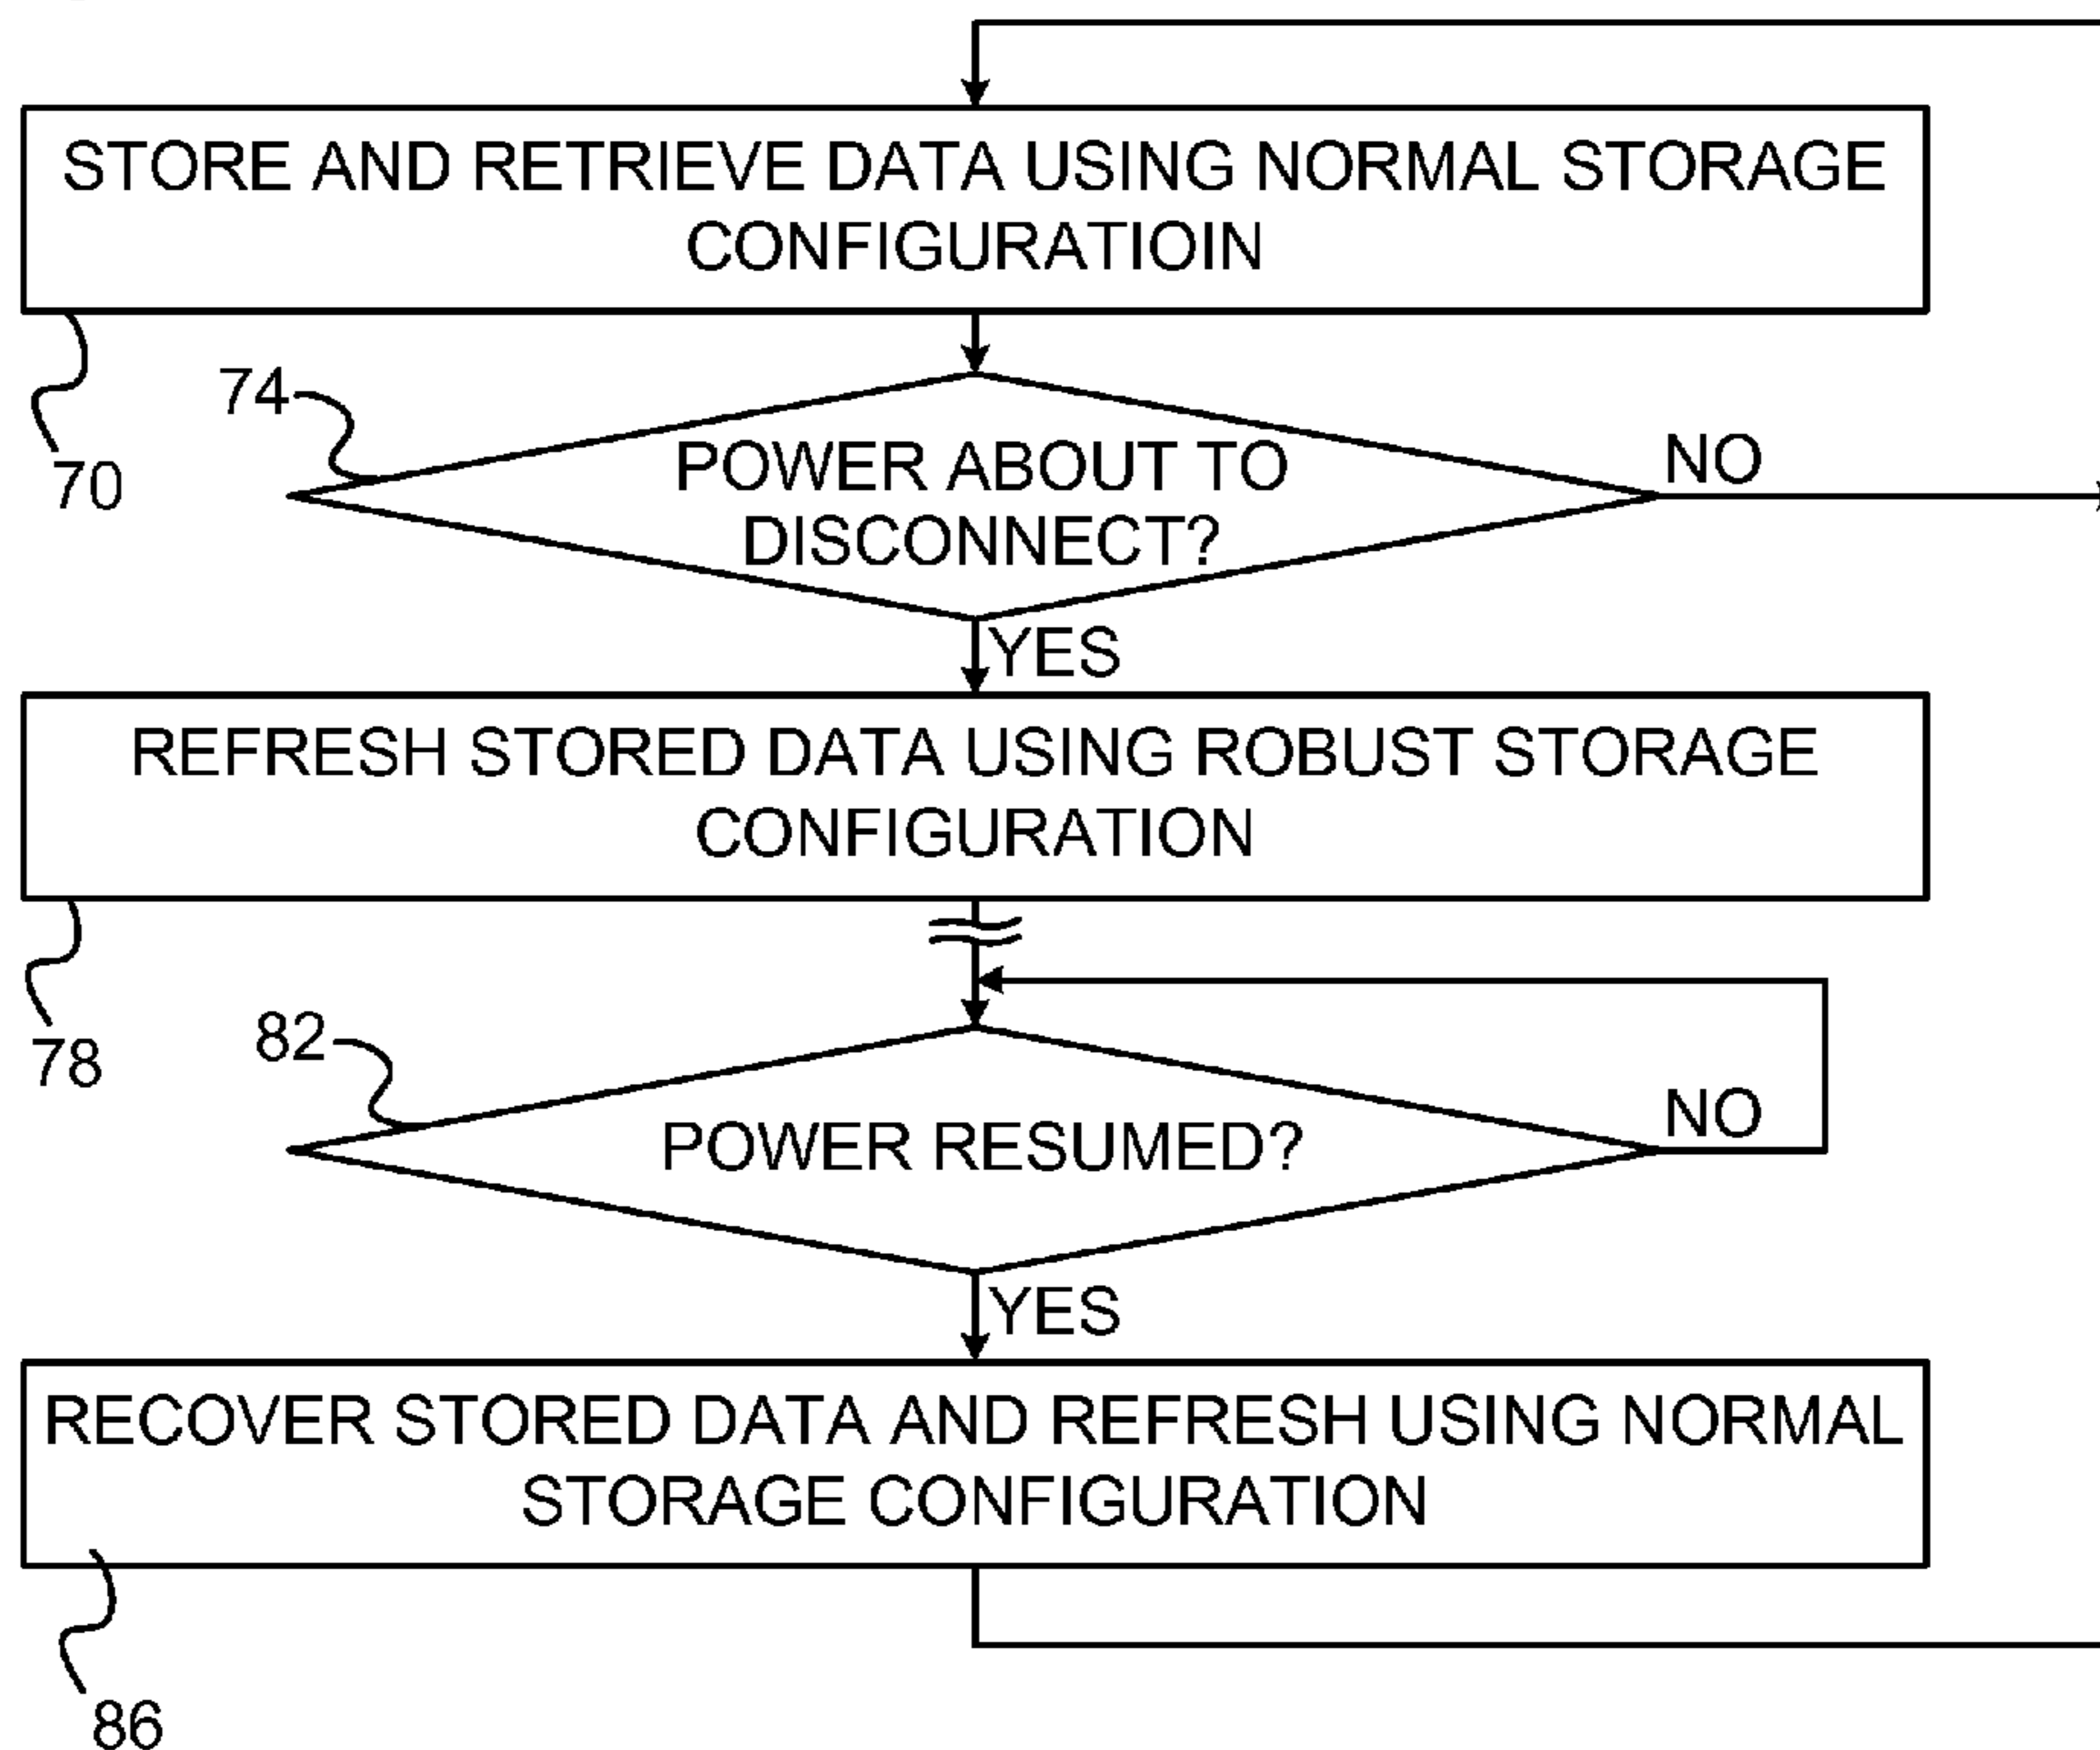 STORE AND RETRIEVE DATA USING NORMAL STORAGE
CONFIGURATIOIN
74
70
POWER ABOUT TO
DISCONNECT?
NO
YES
REFRESH STORED DATA USING ROBUST STORAGE
CONFIGURATION
78
82
POWER RESUMED?
NO
YES
RECOVER STORED DATA AND REFRESH USING NORMAL
STORAGE CONFIGURATION
86